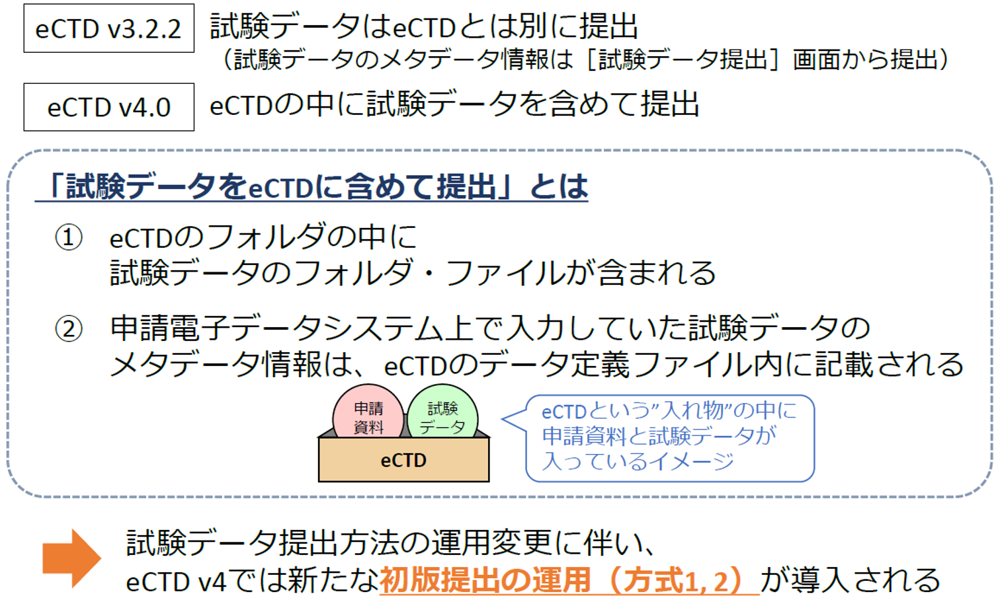 eCTD v3.2.2
試験データはeCTDとは別に提出
（試験データのメタデータ情報は［試験データ提出］画面から提出）
eCTD v4.0
eCTDの中に試験データを含めて提出
「試験データをeCTDに含めて提出」とは
① eCTDのフォルダの中に
試験データのフォルダ・ファイルが含まれる
② 申請電子データシステム上で入力していた試験データの
メタデータ情報は、eCTDのデータ定義ファイル内に記載される
申請
資料
試験
データ
eCTD
eCTDという”入れ物”の中に
申請資料と試験データが
入っているイメージ
試験データ提出方法の運用変更に伴い、
eCTD v4では新たな初版提出の運用（方式1, 2）が導入される